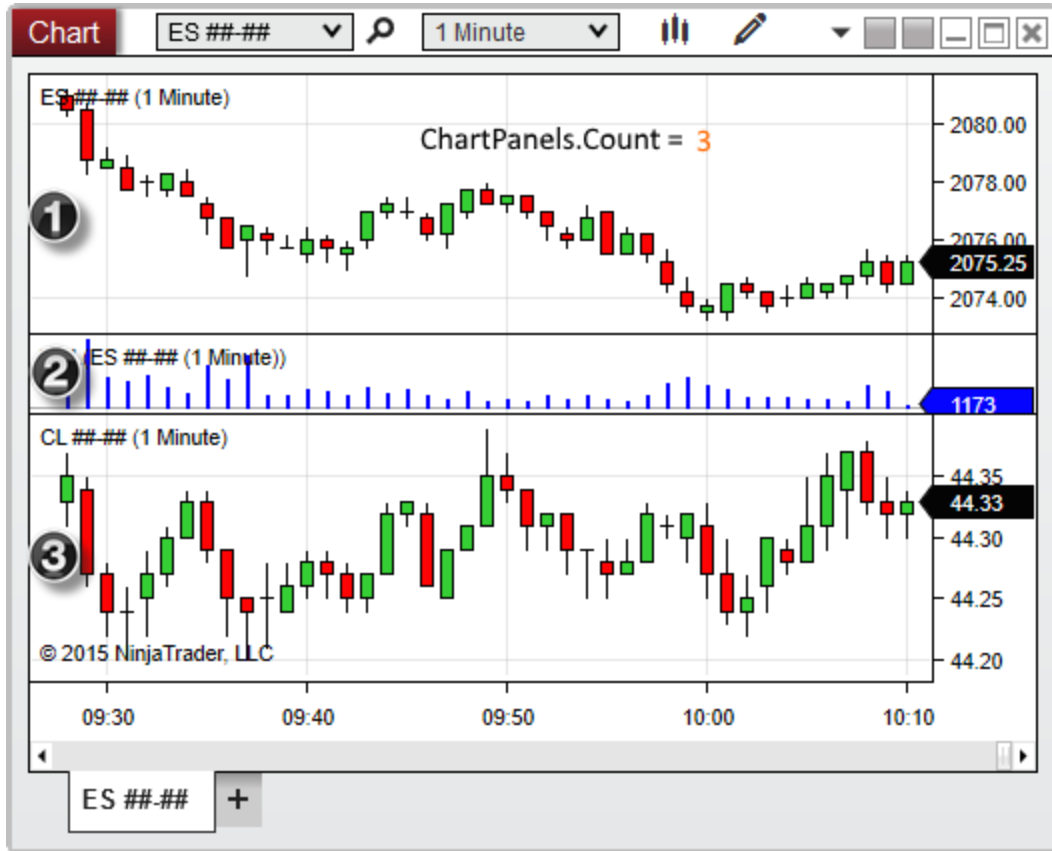 Chart ES ##-## 1 Minute
ES ##-## (1 Minute)
ChartPanels.Count = 3
2080.00
2078.00
1
2076.00
2075.25
2074.00
(ES ##-## (1 Minute))
2
1173
CL ##-## (1 Minute)
44.35
44.33
3
44.30
44.25
© 2015 NinjaTrader, LLC
44.20
09:30 09:40 09:50 10:00 10:10
ES ##-## +